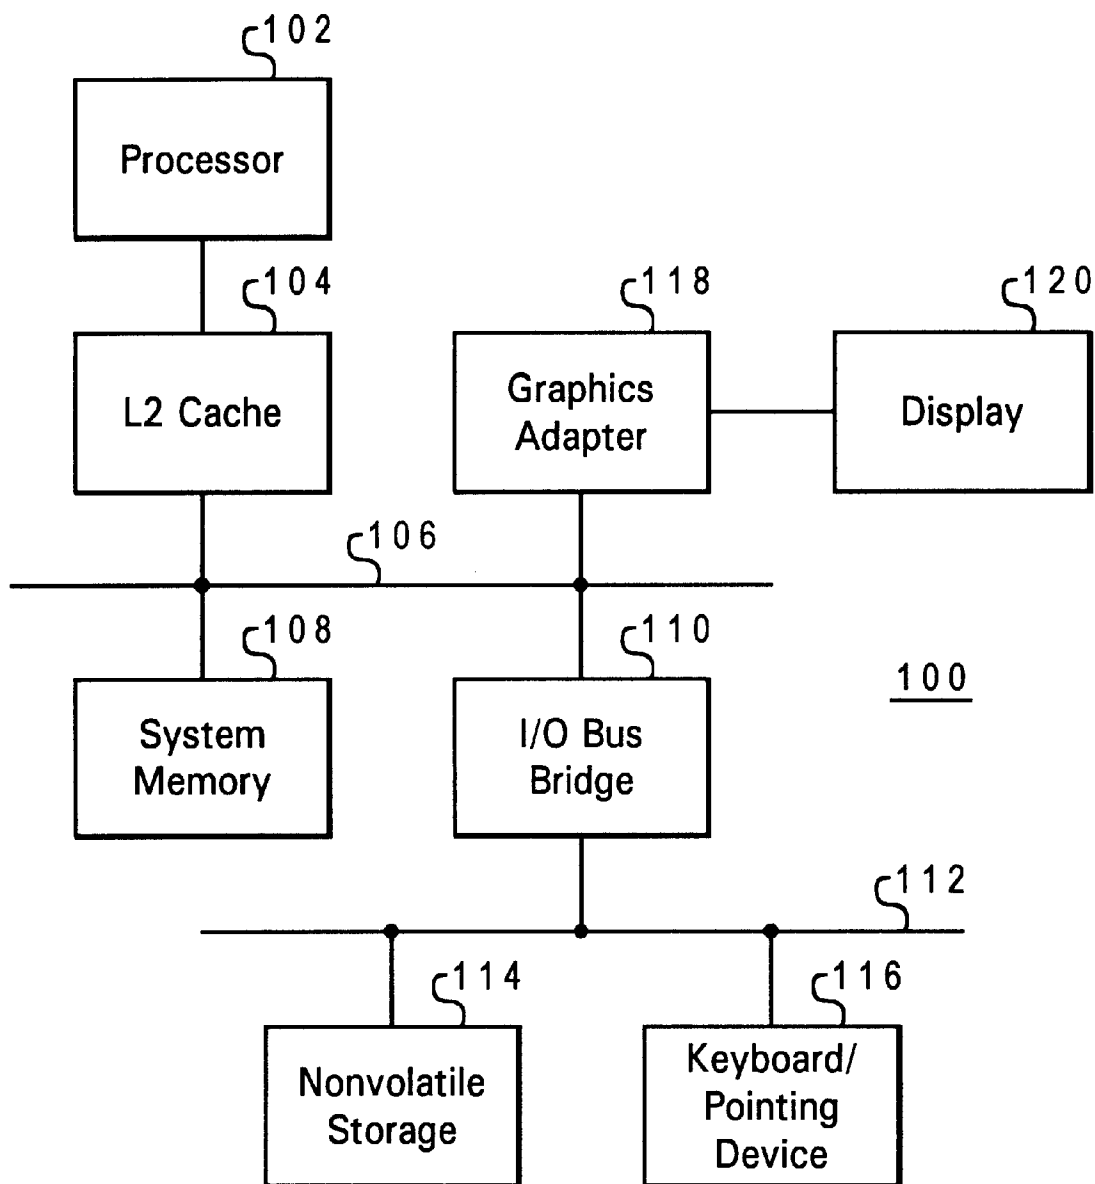 102
Processor
104
118
120
L2 Cache
Graphics
Adapter
Display
106
108
110
100
System
Memory
I/O Bus
Bridge
112
114
116
Nonvolatile
Storage
Keyboard/
Pointing
Device